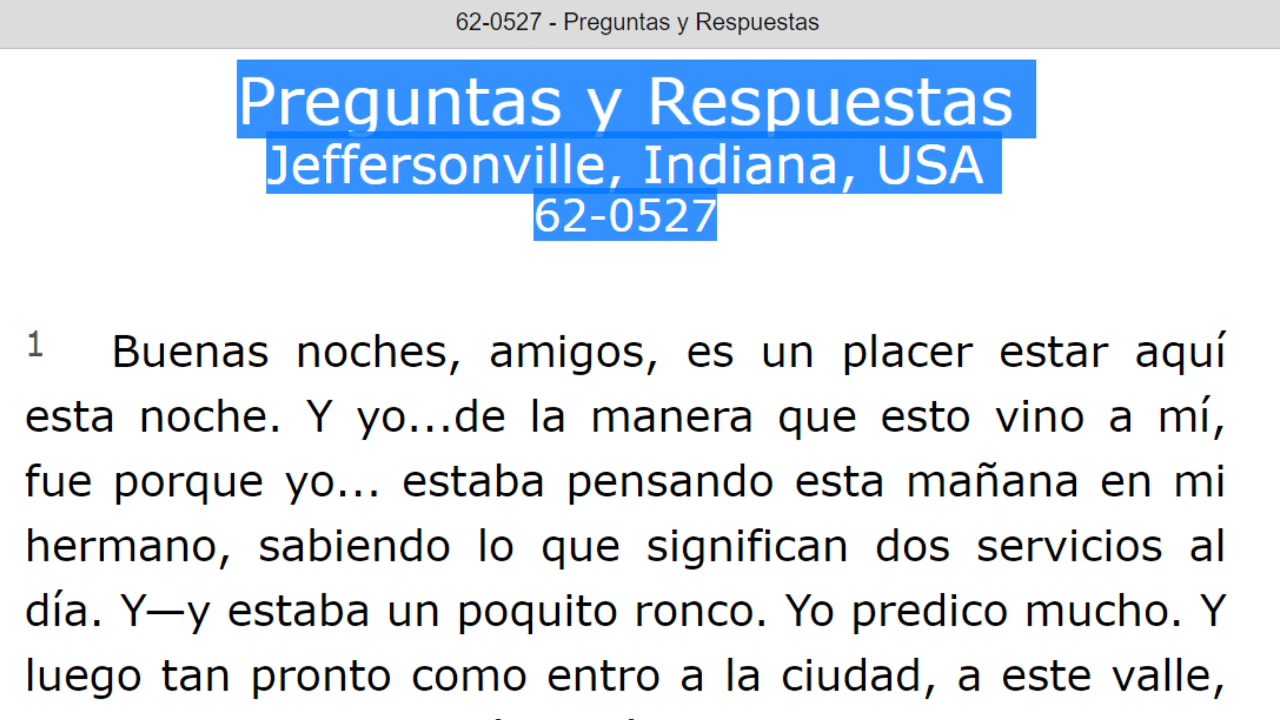 62-0527 - Preguntas y Respuestas
Preguntas y Respuestas
Jeffersonville, Indiana, USA
62-0527
1 Buenas noches, amigos, es un placer estar aquí
esta noche. Y yo...de la manera que esto vino a mí,
fue porque yo... estaba pensando esta mañana en mi
hermano, sabiendo lo que significan dos servicios al
día. Y—y estaba un poquito ronco. Yo predico mucho. Y
luego tan pronto como entro a la ciudad, a este valle,